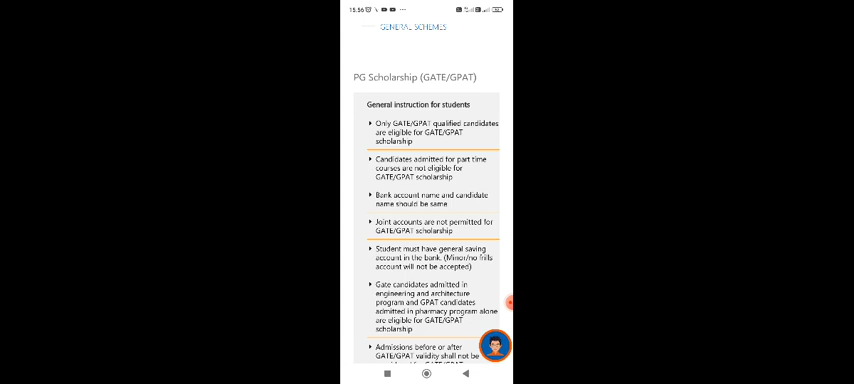 15.56
GENERAL SCHEMES
PG Scholarship (GATE/GPAT)
General instruction for students
Only GATE/GPAT qualified candidates
are eligible for GATE/GPAT
scholarship
Candidates admitted for part time
courses are not eligible for
GATE/GPAT scholarship
Bank account name and candidate
name should be same
Joint accounts are not permitted for
GATE/GPAT scholarship
Student must have general saving
account in the bank. (Minor/no frills
account will not be accepted)
Gate candidates admitted in
engineering and architecture
program and GPAT candidates
admitted in pharmacy program alone
are eligible for GATE/GPAT
scholarship
Admissions before or after
GATE/GPAT validity shall not be